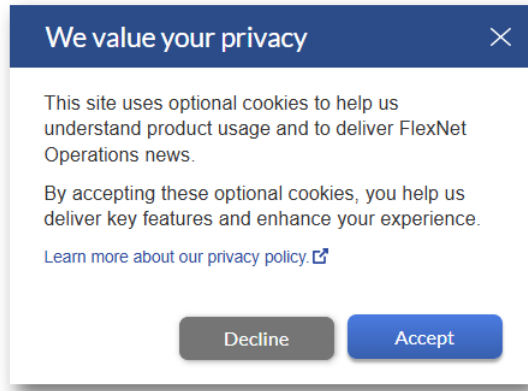 We value your privacy
This site uses optional cookies to help us
understand product usage and to deliver FlexNet
Operations news.
By accepting these optional cookies, you help us
deliver key features and enhance your experience.
Learn more about our privacy policy.
Decline
Accept